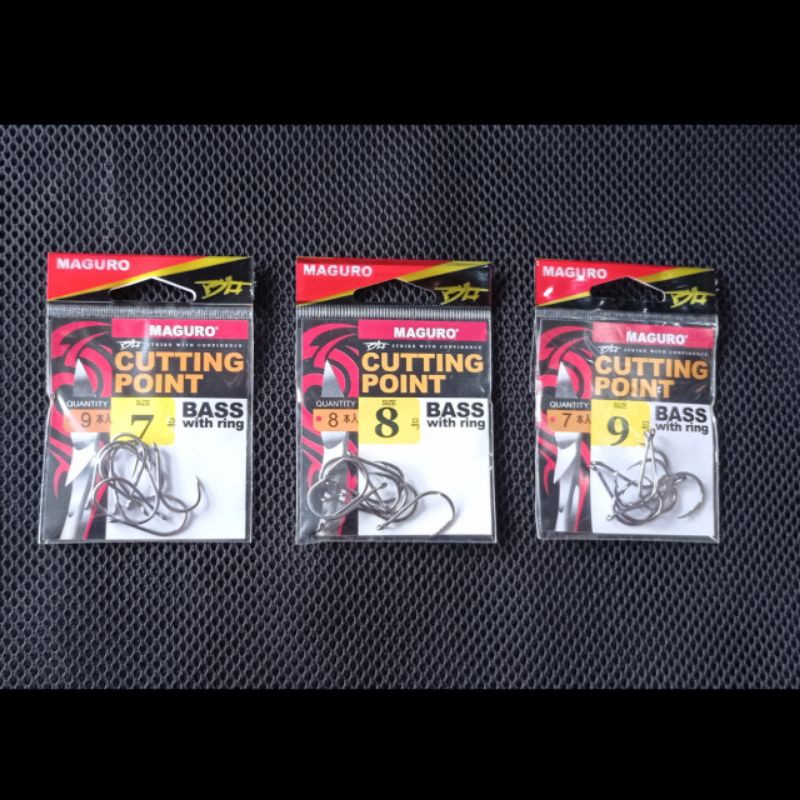 MAGURO
MAGURO®
STRIKE WITH CONFIDENCE
CUTTING
POINT
QUANTITY
9本入
SIZE
7
BASS
with ring
MAGURO
MAGURO®
STRIKE WITH CONFIDENCE
CUTTING
POINT
QUANTITY
8本入
SIZE
8
BASS
with ring
MAGURO
MAGURO®
STRIKE WITH CONFIDENCE
CUTTING
POINT
QUANTITY
7本入
SIZE
9
BASS
with ring